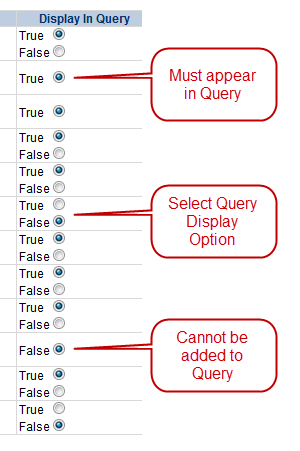 Display In Query
True
False
True
Must appear
in Query
True
True
False
True
False
True
False
Select Query
Display
Option
True
False
True
False
True
False
False
Cannot be
added to
Query
True
False
True
False